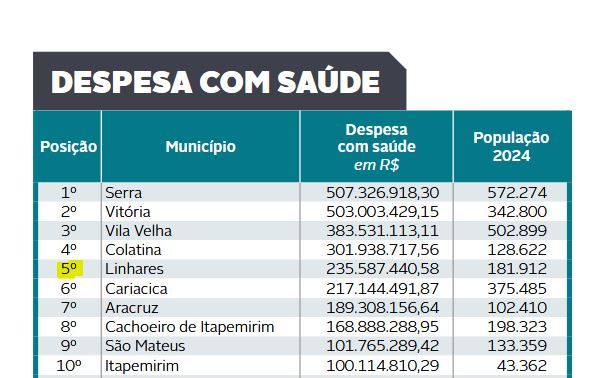 DESPESA COM SAÚDE
Posição Município Despesa com saúde em R$ População 2024
1º Serra 507.326.918,30 572.274
2º Vitória 503.003.429,15 342.800
3º Vila Velha 383.531.113,11 502.899
4º Colatina 301.938.717,56 128.622
5º Linhares 235.587.440,58 181.912
6º Cariacica 217.144.491,87 375.485
7º Aracruz 189.308.156,64 102.410
8º Cachoeiro de Itapemirim 168.888.288,95 198.323
9º São Mateus 101.765.289,42 133.359
10º Itapemirim 100.114.810,29 43.362